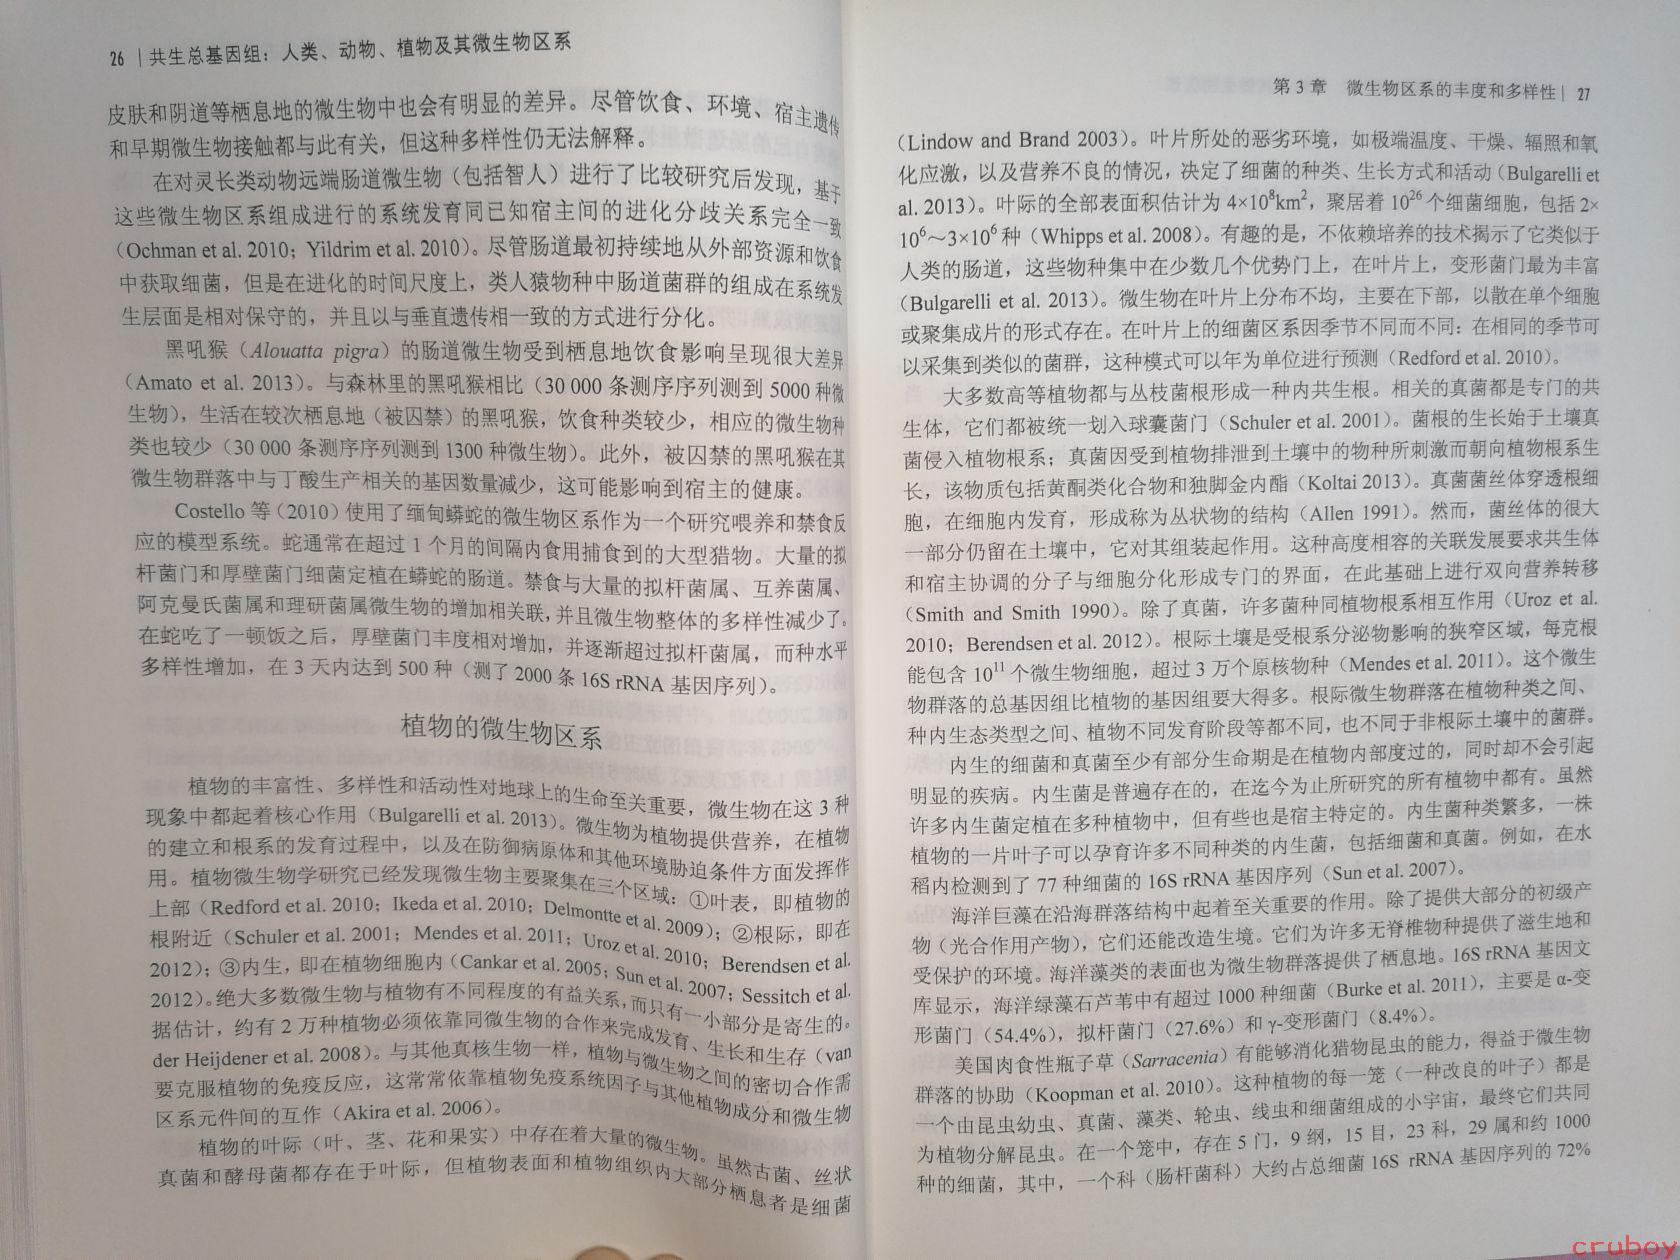 26 | 共生总基因组：人类、动物、植物及其微生物区系
皮肤和阴道等栖息地的微生物中也会有明显的差异。尽管饮食、环境、宿主遗传
和早期微生物接触都与此有关，但这种多样性仍无法解释。
在对灵长类动物远端肠道微生物（包括智人）进行了比较研究后发现，基于
这些微生物区系组成进行的系统发育同已知宿主间的进化分歧关系完全一致
（Ochman et al. 2010；Yildrim et al. 2010）。尽管肠道最初持续地从外部资源和饮食
中获取细菌，但是在进化的时间尺度上，类人猿物种中肠道菌群的组成在系统发
生层面是相对保守的，并且以与垂直遗传相一致的方式进行分化。
黑吼猴（Alouatta pigra）的肠道微生物受到栖息地饮食影响呈现很大差异
（Amato et al. 2013）。与森林里的黑吼猴相比（30 000 条测序序列测到 5000 种微
生物），生活在较次栖息地（被囚禁）的黑吼猴，饮食种类较少，相应的微生物种
类也较少（30 000 条测序序列测到 1300 种微生物）。此外，被囚禁的黑吼猴在其
微生物群落中与丁酸生产相关的基因数量减少，这可能影响到宿主的健康。
Costello 等（2010）使用了缅甸蟒蛇的微生物区系作为一个研究喂养和禁食反
应的模型系统。蛇通常在超过 1 个月的间隔内食用捕食到的大型猎物。大量的拟
杆菌门和厚壁菌门细菌定植在蟒蛇的肠道。禁食与大量的拟杆菌属、互养菌属、
阿克曼氏菌属和理研菌属微生物的增加相关联，并且微生物整体的多样性减少了。
在蛇吃了一顿饭之后，厚壁菌门丰度相对增加，并逐渐超过拟杆菌属，而种水平
多样性增加，在 3 天内达到 500 种（测了 2000 条 16S rRNA 基因序列）。
植物的微生物区系
植物的丰富性、多样性和活动性对地球上的生命至关重要，微生物在这 3 种
现象中都起着核心作用（Bulgarelli et al. 2013）。微生物为植物提供营养，在植物
的建立和根系的发育过程中，以及在防御病原体和其他环境胁迫条件方面发挥作
用。植物微生物学研究已经发现微生物主要聚集在三个区域：①叶表，即植物的
上部（Redford et al. 2010；Ikeda et al. 2010；Delmontte et al. 2009）；②根际，即在
根附近（Schuler et al. 2001；Mendes et al. 2011；Uroz et al. 2010；Berendsen et al.
2012）；③内生，即在植物细胞内（Cankar et al. 2005；Sun et al. 2007；Sessitch et al.
2012）。绝大多数微生物与植物有不同程度的有益关系，而只有一小部分是寄生的。
据估计，约有 2 万种植物必须依靠同微生物的合作来完成发育、生长和生存（van
der Heijdener et al. 2008）。与其他真核生物一样，植物与微生物之间的密切合作需
要克服植物的免疫反应，这常常依靠植物免疫系统因子与其他植物成分和微生物
区系元件间的互作（Akira et al. 2006）。
植物的叶际（叶、茎、花和果实）中存在着大量的微生物。虽然古菌、丝状
真菌和酵母菌都存在于叶际，但植物表面和植物组织内大部分栖息者是细菌
第 3 章 微生物区系的丰度和多样性 | 27
（Lindow and Brand 2003）。叶片所处的恶劣环境，如极端温度、干燥、辐照和氧
化应激，以及营养不良的情况，决定了细菌的种类、生长方式和活动（Bulgarelli et
al. 2013）。叶际的全部表面积估计为 4×10⁸km²，聚居着 10²⁶ 个细菌细胞，包括 2×
10⁶～3×10⁶ 种（Whipps et al. 2008）。有趣的是，不依赖培养的技术揭示了它类似于
人类的肠道，这些物种集中在少数几个优势门上，在叶片上，变形菌门最为丰富
（Bulgarelli et al. 2013）。微生物在叶片上分布不均，主要在下部，以散在单个细胞
或聚集成片的形式存在。在叶片上的细菌区系因季节不同而不同：在相同的季节可
以采集到类似的菌群，这种模式可以年为单位进行预测（Redford et al. 2010）。
大多数高等植物都与丛枝菌根形成一种内共生根。相关的真菌都是专门的共
生体，它们都被统一划入球囊菌门（Schuler et al. 2001）。菌根的生长始于土壤真
菌侵入植物根系；真菌因受到植物排泄到土壤中的物种所刺激而朝向植物根系生
长，该物质包括黄酮类化合物和独脚金内酯（Koltai 2013）。真菌菌丝体穿透根细
胞，在细胞内发育，形成称为丛状物的结构（Allen 1991）。然而，菌丝体的很大
一部分仍留在土壤中，它对其组装起作用。这种高度相容的关联发展要求共生体
和宿主协调的分子与细胞分化形成专门的界面，在此基础上进行双向营养转移
（Smith and Smith 1990）。除了真菌，许多菌种同植物根系相互作用（Uroz et al.
2010；Berendsen et al. 2012）。根际土壤是受根系分泌物影响的狭窄区域，每克根
能包含 10¹¹ 个微生物细胞，超过 3 万个原核物种（Mendes et al. 2011）。这个微生
物群落的总基因组比植物的基因组要大得多。根际微生物群落在植物种类之间、
种内生态类型之间、植物不同发育阶段等都不同，也不同于非根际土壤中的菌群。
内生的细菌和真菌至少有部分生命期是在植物内部度过的，同时却不会引起
明显的疾病。内生菌是普遍存在的，在迄今为止所研究的所有植物中都有。虽然
许多内生菌定植在多种植物中，但有些也是宿主特定的。内生菌种类繁多，一株
植物的一片叶子可以孕育许多不同种类的内生菌，包括细菌和真菌。例如，在水
稻内检测到了 77 种细菌的 16S rRNA 基因序列（Sun et al. 2007）。
海洋巨藻在沿海群落结构中起着至关重要的作用。除了提供大部分的初级产
物（光合作用产物），它们还能改造生境。它们为许多无脊椎物种提供了滋生地和
受保护的环境。海洋藻类的表面也为微生物群落提供了栖息地。16S rRNA 基因文
库显示，海洋绿藻石芦苇中有超过 1000 种细菌（Burke et al. 2011），主要是 α-变
形菌门（54.4%），拟杆菌门（27.6%）和 γ-变形菌门（8.4%）。
美国肉食性瓶子草（Sarracenia）有能够消化猎物昆虫的能力，得益于微生物
群落的协助（Koopman et al. 2010）。这种植物的每一笼（一种改良的叶子）都是
一个由昆虫幼虫、真菌、藻类、轮虫、线虫和细菌组成的小宇宙，最终它们共同
为植物分解昆虫。在一个笼中，存在 5 门，9 纲，15 目，23 科，29 属和约 1000
种的细菌，其中，一个科（肠杆菌科）大约占总细菌 16S rRNA 基因序列的 72%
cruboy